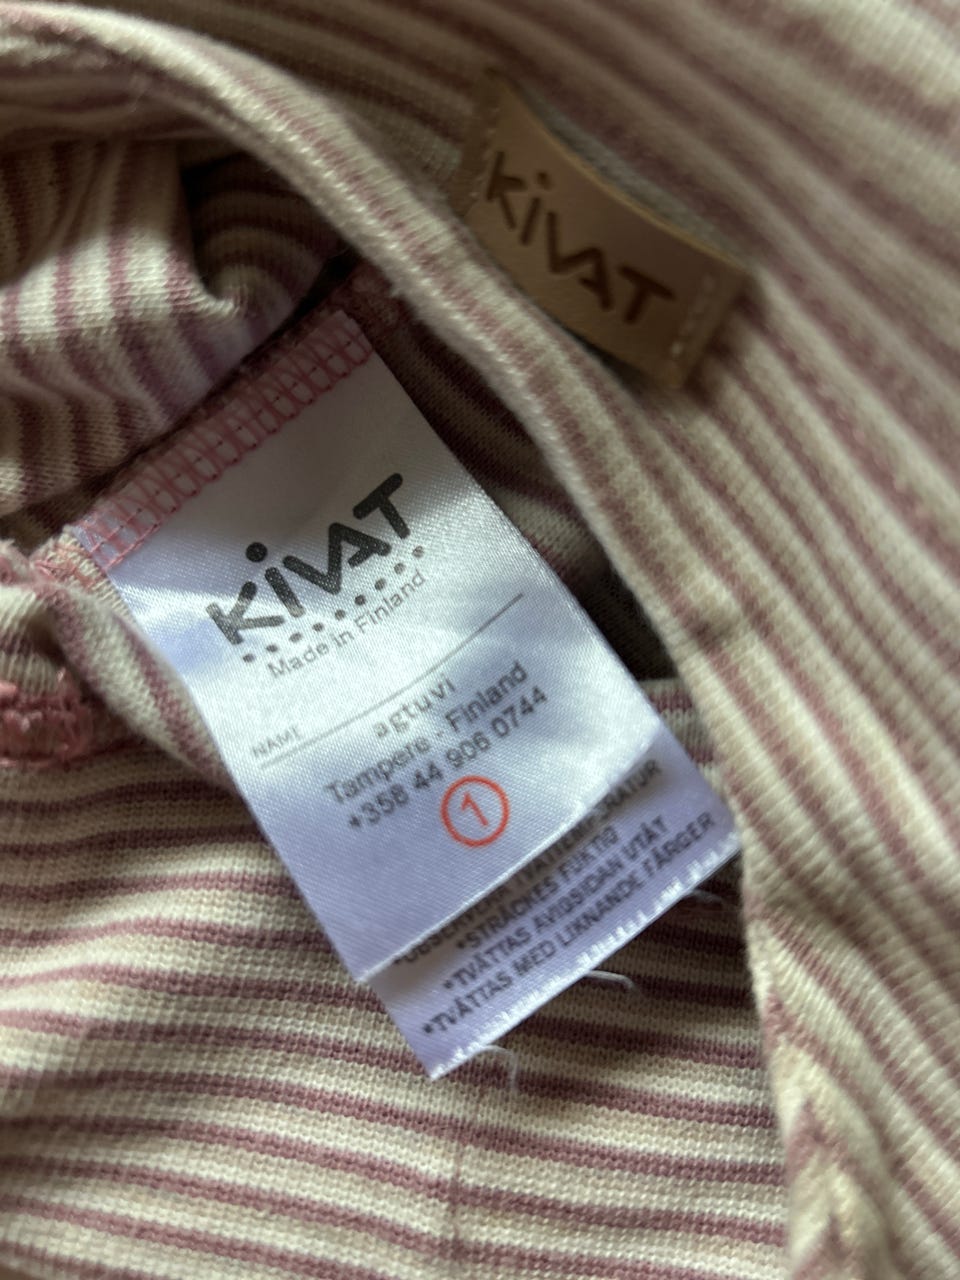 KiVAT
KiVAT
Made in Finland
NAME
agtuvi
Tampere - Finland
+358 44 906 0744
1
*STRÄCKES FUKTIG
*TVÄTTAS AVIGSIDAN UTÅT
*TVÄTTAS MED LIKNANDE FÄRGER